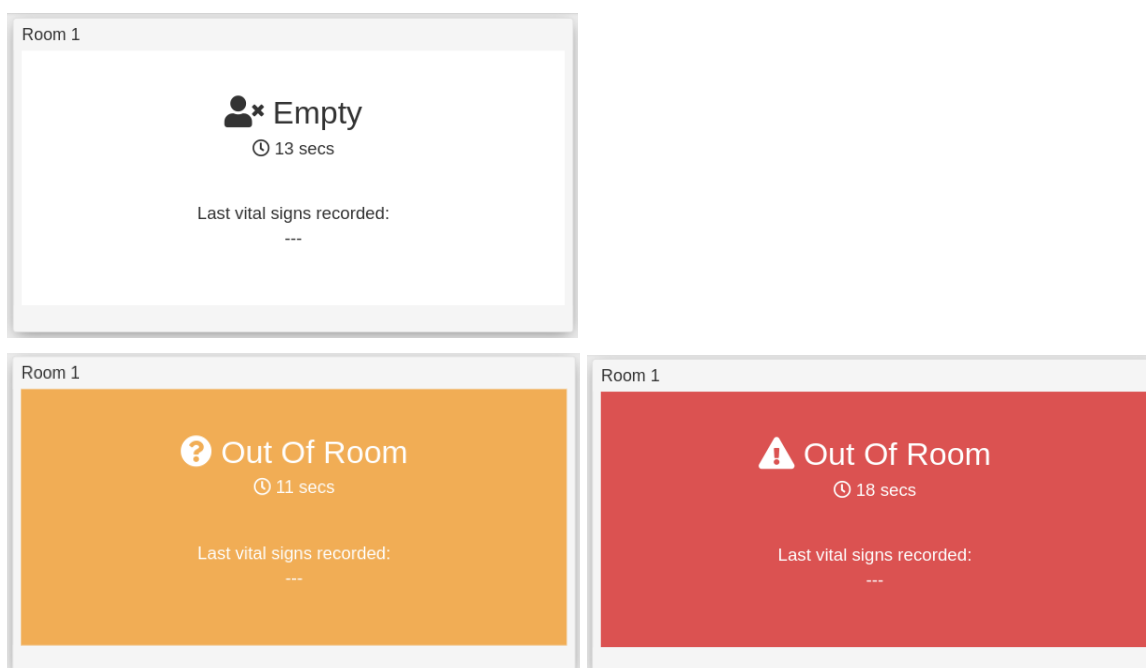 Room 1
Empty
13 secs
Last vital signs recorded:
---
Room 1
Out Of Room
11 secs
Last vital signs recorded:
---
Room 1
Out Of Room
18 secs
Last vital signs recorded:
---